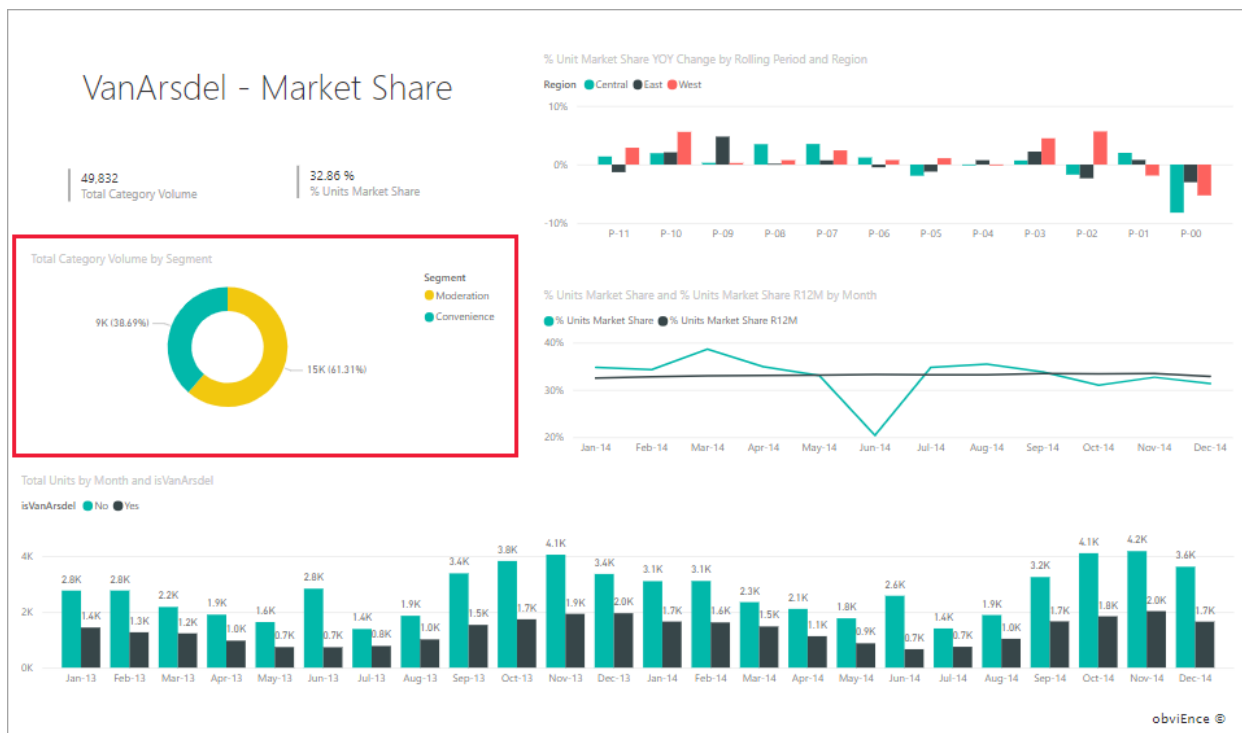 VanArsdel - Market Share
49,832
Total Category Volume
32.86 %
% Units Market Share
% Unit Market Share YOY Change by Rolling Period and Region
Region Central East West
10%
0%
-10%
P-11 P-10 P-09 P-08 P-07 P-06 P-05 P-04 P-03 P-02 P-01 P-00
Total Category Volume by Segment
Segment
Moderation
Convenience
9K (38.69%)
15K (61.31%)
% Units Market Share and % Units Market Share R12M by Month
% Units Market Share % Units Market Share R12M
40%
30%
20%
Jan-14 Feb-14 Mar-14 Apr-14 May-14 Jun-14 Jul-14 Aug-14 Sep-14 Oct-14 Nov-14 Dec-14
Total Units by Month and isVanArsdel
isVanArsdel No Yes
4K
2K
0K
2.8K 2.8K 2.2K 1.9K 1.6K 2.8K 1.4K 1.9K 3.4K 3.8K 4.1K 3.4K 3.1K 3.1K 2.3K 2.1K 1.8K 2.6K 1.4K 1.9K 3.2K 4.1K 4.2K 3.6K
1.4K 1.3K 1.2K 1.0K 0.7K 0.7K 0.8K 1.0K 1.5K 1.7K 1.9K 2.0K 1.7K 1.6K 1.5K 1.1K 0.9K 0.7K 0.7K 1.0K 1.7K 1.8K 2.0K 1.7K
Jan-13 Feb-13 Mar-13 Apr-13 May-13 Jun-13 Jul-13 Aug-13 Sep-13 Oct-13 Nov-13 Dec-13 Jan-14 Feb-14 Mar-14 Apr-14 May-14 Jun-14 Jul-14 Aug-14 Sep-14 Oct-14 Nov-14 Dec-14
obviEnce ©